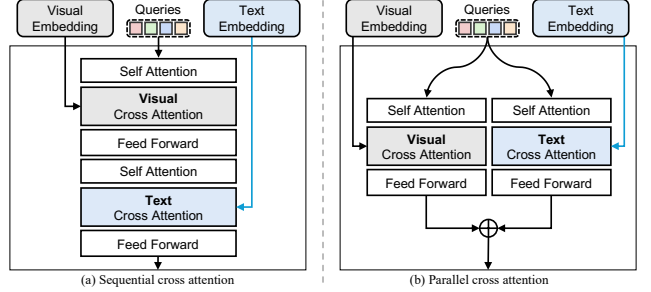 Visual
Embedding
Queries
Text
Embedding
Self Attention
Visual
Cross Attention
Feed Forward
Self Attention
Text
Cross Attention
Feed Forward
(a) Sequential cross attention
Visual
Embedding
Queries
Text
Embedding
Self Attention
Self Attention
Visual
Cross Attention
Text
Cross Attention
Feed Forward
Feed Forward
(b) Parallel cross attention